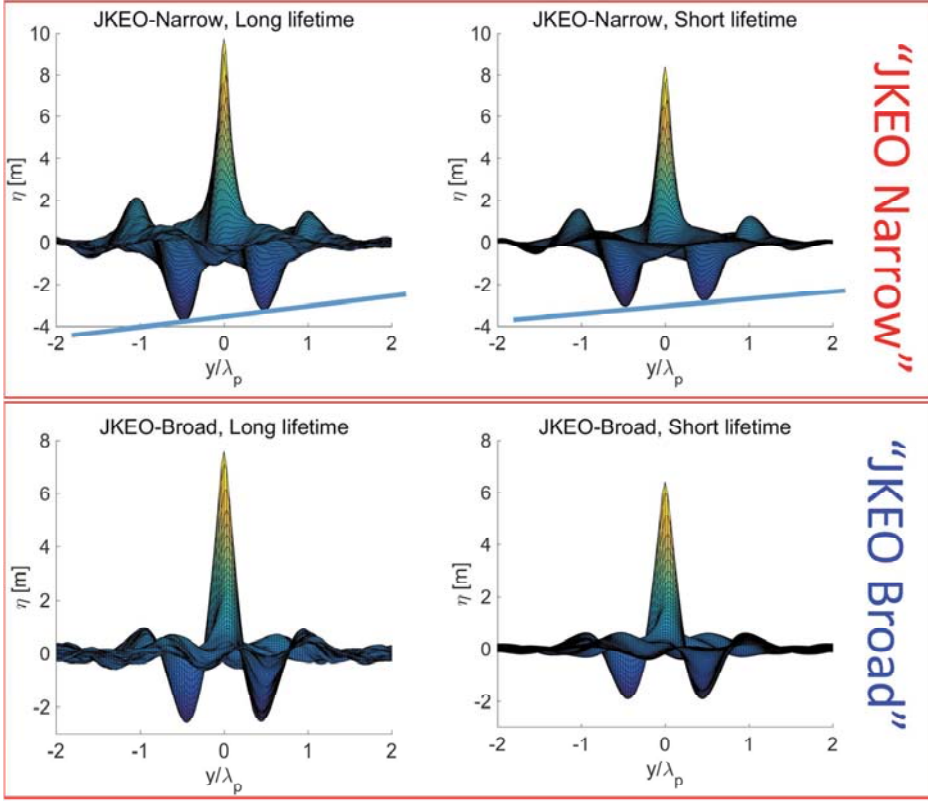 JKEO-Narrow, Long lifetime
10
8
6
4
2
0
-2
-4
η [m]
-2 -1 0 1 2
y/λp
JKEO-Narrow, Short lifetime
10
8
6
4
2
0
-2
-4
η [m]
-2 -1 0 1 2
y/λp
“JKEO Narrow”
JKEO-Broad, Long lifetime
8
6
4
2
0
-2
η [m]
-2 -1 0 1 2
y/λp
JKEO-Broad, Short lifetime
8
6
4
2
0
-2
η [m]
-2 -1 0 1 2
y/λp
“JKEO Broad”